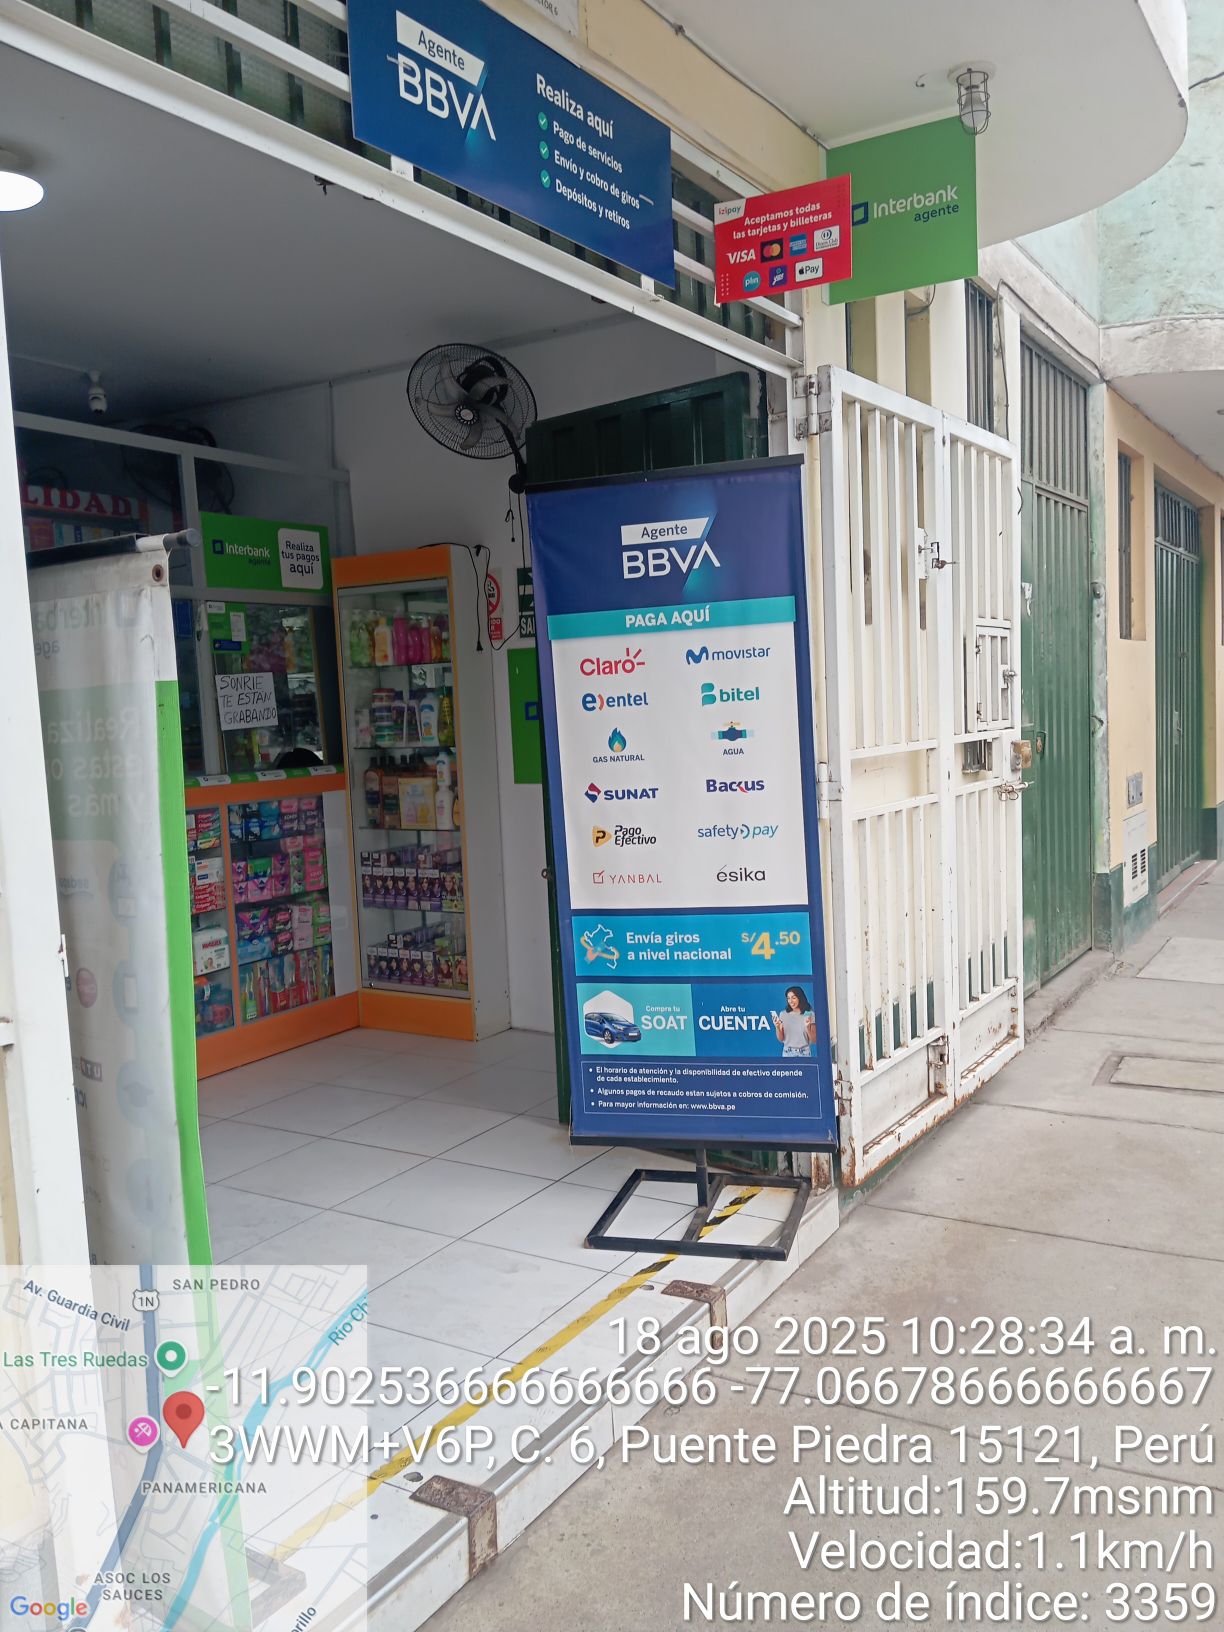 Agente
BBVA
Realiza aquí
Pago de servicios
Envío y cobro de giros
Depósitos y retiros
izipay
Aceptamos todas
las tarjetas y billeteras
VISA
Diners Club
plin
yape
Pay
Interbank
agente
LIDAD
Interbank
agente
Realiza
tus pagos
aquí
SONRIE
TE ESTAN
GRABANDO
Agente
BBVA
PAGA AQUÍ
Claro
movistar
entel
bitel
GAS NATURAL
AGUA
SUNAT
Backus
Pago
Efectivo
safetypay
YANBAL
ésika
Envía giros
a nivel nacional
S/4.50
Compra tu
SOAT
Abre tu
CUENTA
• El horario de atención y la disponibilidad de efectivo depende
de cada establecimiento.
• Algunos pagos de recaudo estan sujetos a cobros de comisión.
• Para mayor información en: www.bbva.pe
SAN PEDRO
Av. Guardia Civil
1N
Las Tres Ruedas
Río Chi
A CAPITANA
PANAMERICANA
ASOC LOS
SAUCES
Google
18 ago 2025 10:28:34 a. m.
-11.902536666666666 -77.06678666666667
3WWM+V6P, C. 6, Puente Piedra 15121, Perú
Altitud:159.7msnm
Velocidad:1.1km/h
Número de índice: 3359